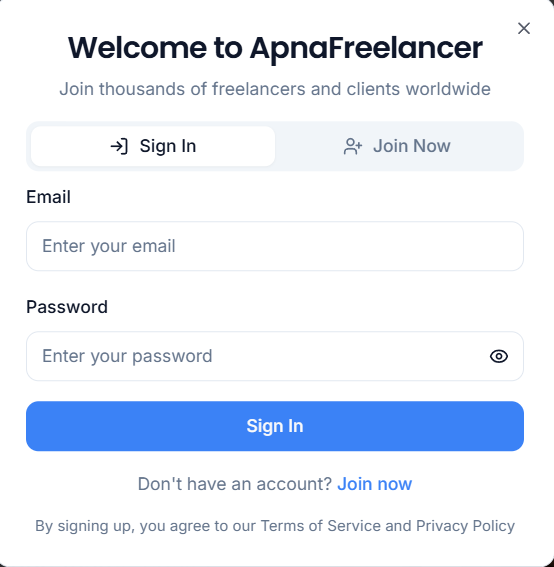 Welcome to ApnaFreelancer
Join thousands of freelancers and clients worldwide
Sign In
Join Now
Email
Enter your email
Password
Enter your password
Sign In
Don't have an account? Join now
By signing up, you agree to our Terms of Service and Privacy Policy